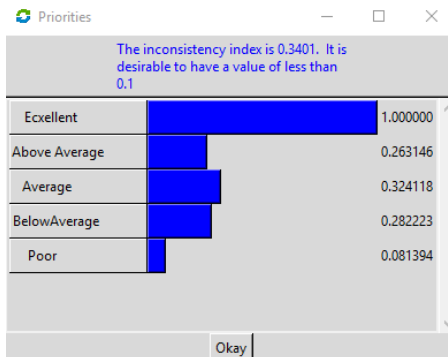 Priorities
The inconsistency index is 0.3401. It is
desirable to have a value of less than
0.1
Ecxellent 1.000000
Above Average 0.263146
Average 0.324118
BelowAverage 0.282223
Poor 0.081394
Okay